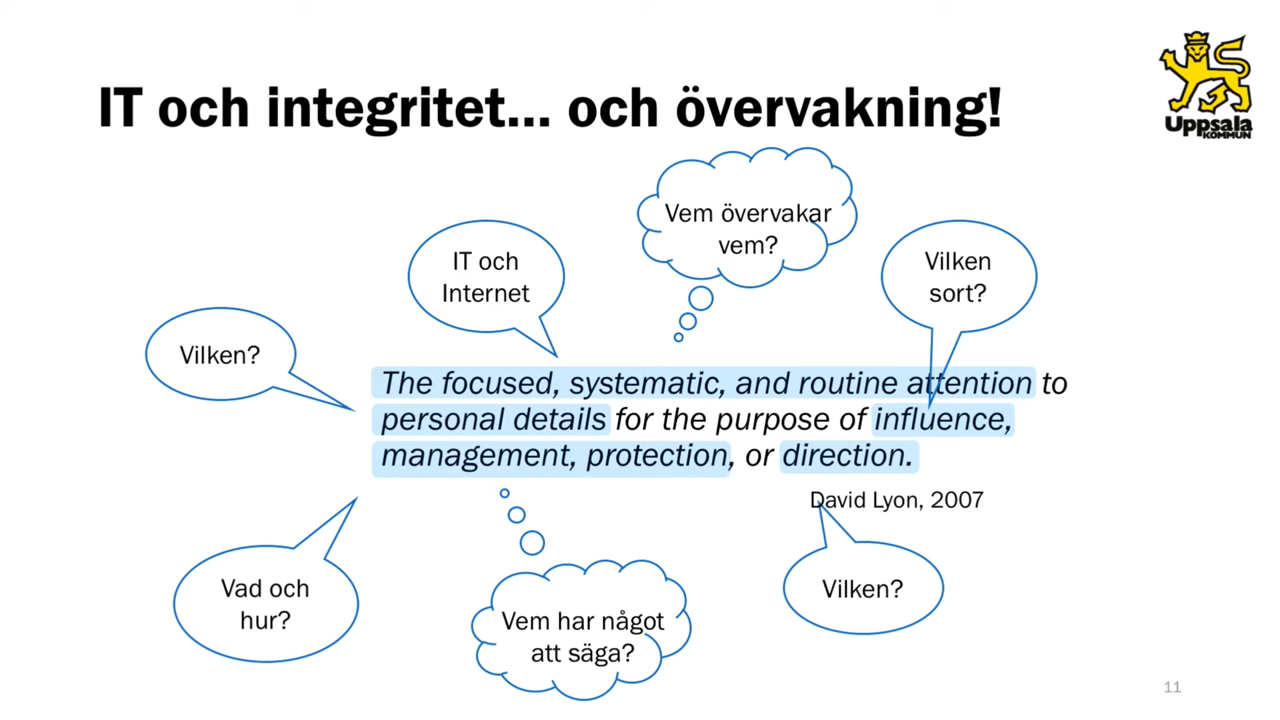 IT och integritet... och övervakning!
Uppsala
KOMMUN
Vem övervakar
vem?
IT och
Internet
Vilken
sort?
Vilken?
The focused, systematic, and routine attention to
personal details for the purpose of influence,
management, protection, or direction.
David Lyon, 2007
Vad och
hur?
Vem har något
att säga?
Vilken?
11